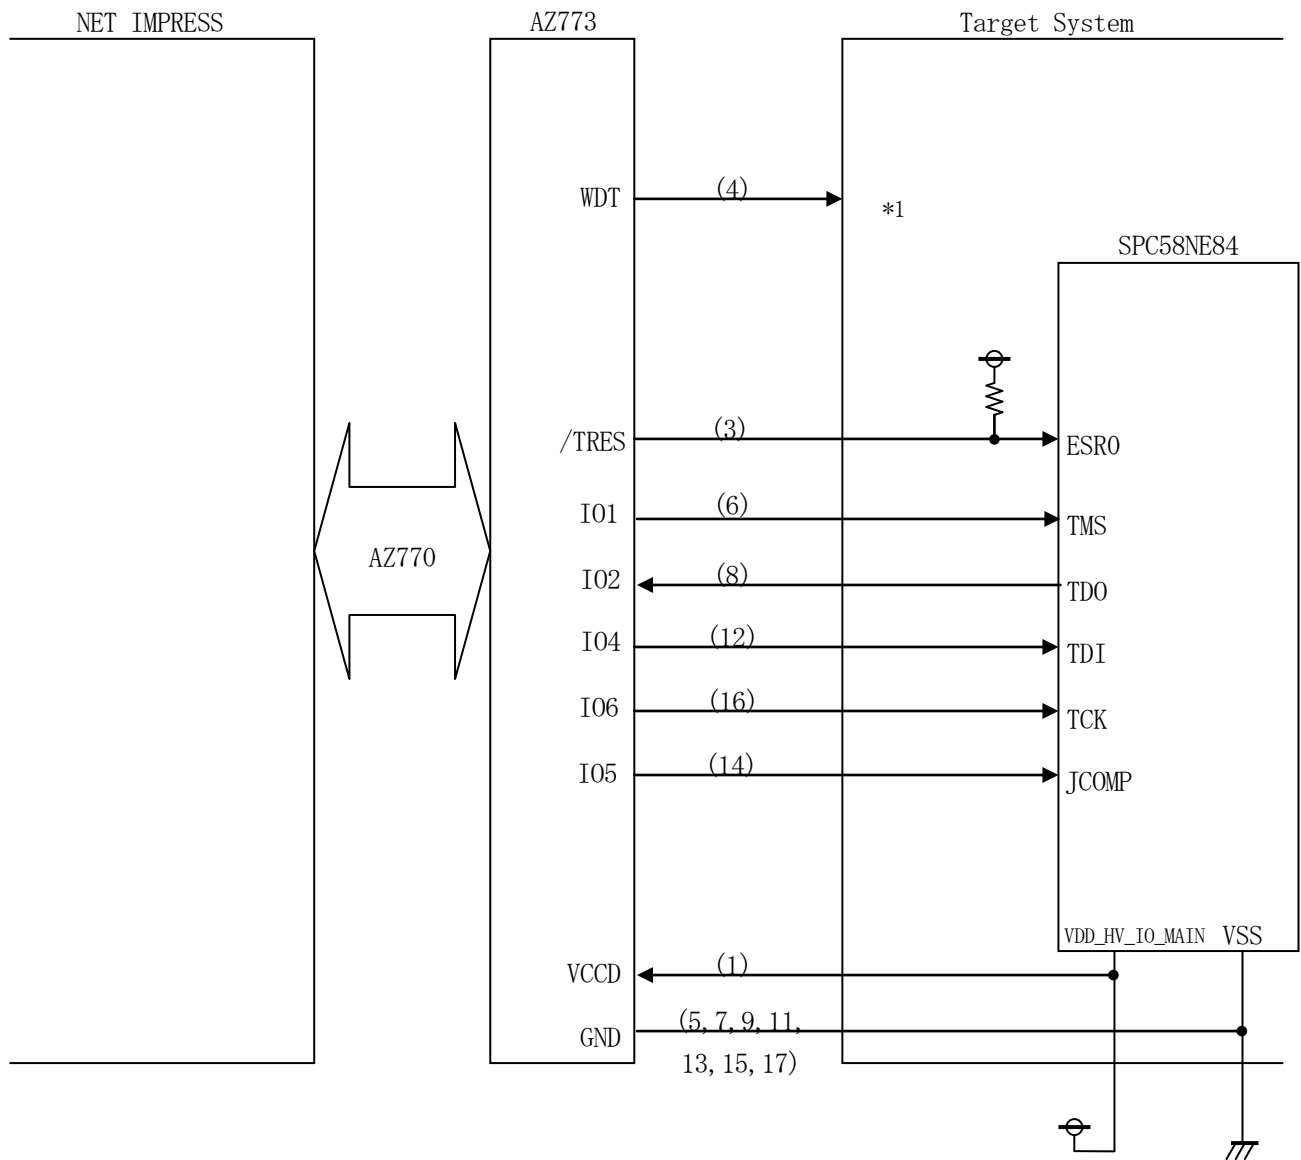 NET IMPRESS
AZ773
Target System
WDT
(4)
*1
SPC58NE84
/TRES
(3)
ESR0
IO1
(6)
TMS
AZ770
IO2
(8)
TDO
IO4
(12)
TDI
IO6
(16)
TCK
IO5
(14)
JCOMP
VDD_HV_IO_MAIN
VSS
VCCD
(1)
GND
(5,7,9,11,
13,15,17)